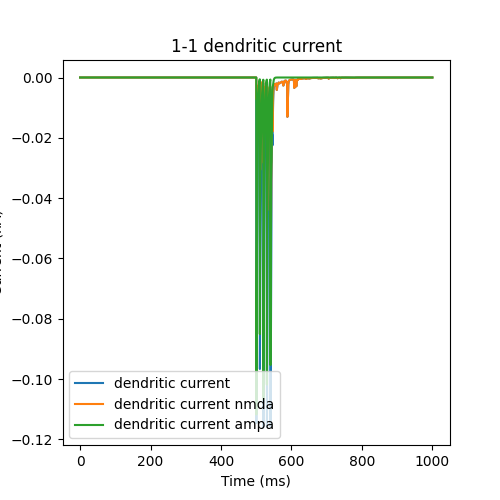 1-1 dendritic current
0.00
−0.02
−0.04
−0.06
−0.08
−0.10
−0.12
dendritic current
dendritic current nmda
dendritic current ampa
0
200
400
600
800
1000
Time (ms)